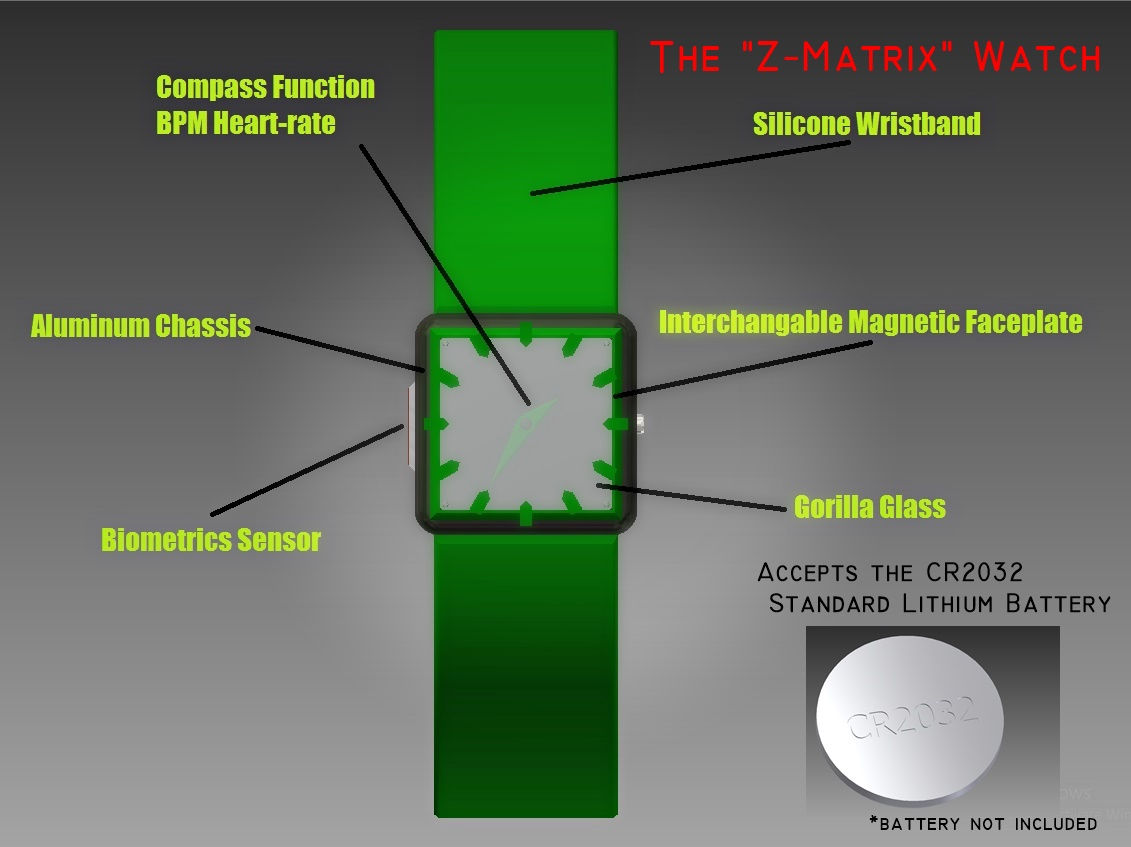 The "Z-Matrix" Watch
Compass Function
BPM Heart-rate
Silicone Wristband
Aluminum Chassis
Interchangable Magnetic Faceplate
Biometrics Sensor
Gorilla Glass
Accepts the CR2032
Standard Lithium Battery
CR2032
*Battery not included